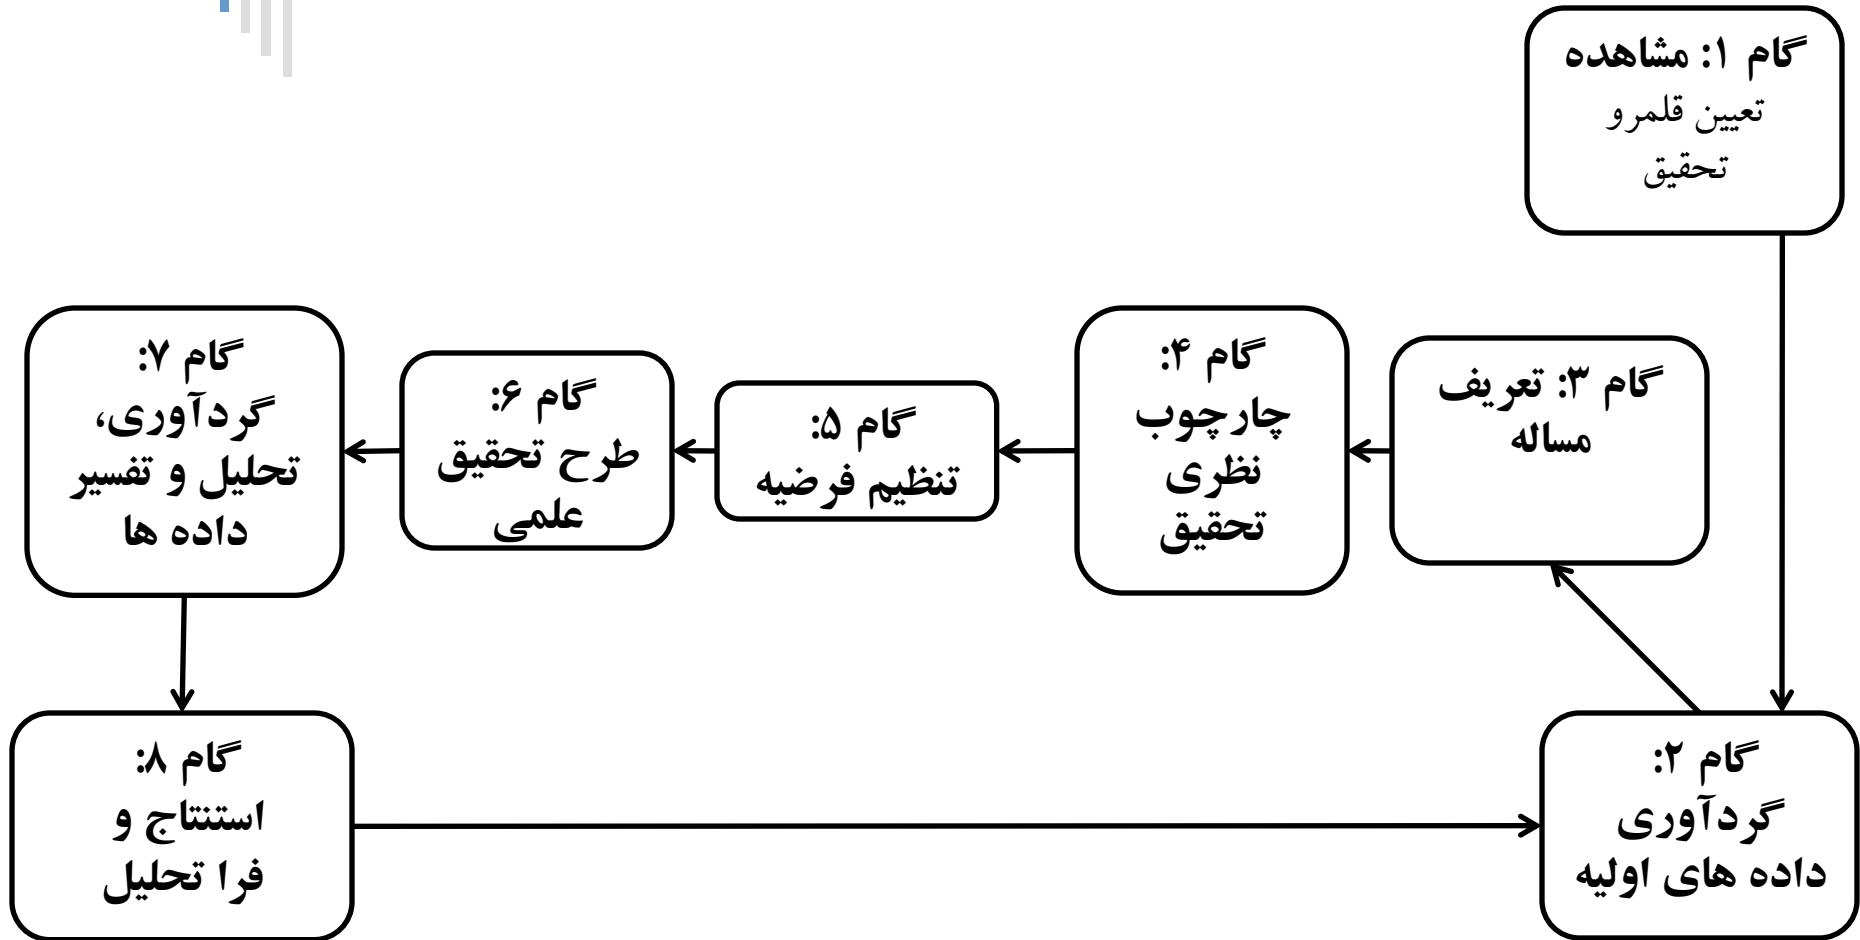 گام ۱: مشاهده
تعیین قلمرو
تحقیق
گام ۲:
گردآوری
داده های اولیه
گام ۳: تعریف
مساله
گام ۴:
چارچوب
نظری
تحقیق
گام ۵:
تنظیم فرضیه
گام ۶:
طرح تحقیق
علمی
گام ۷:
گردآوری،
تحلیل و تفسیر
داده ها
گام ۸:
استنتاج و
فرا تحلیل